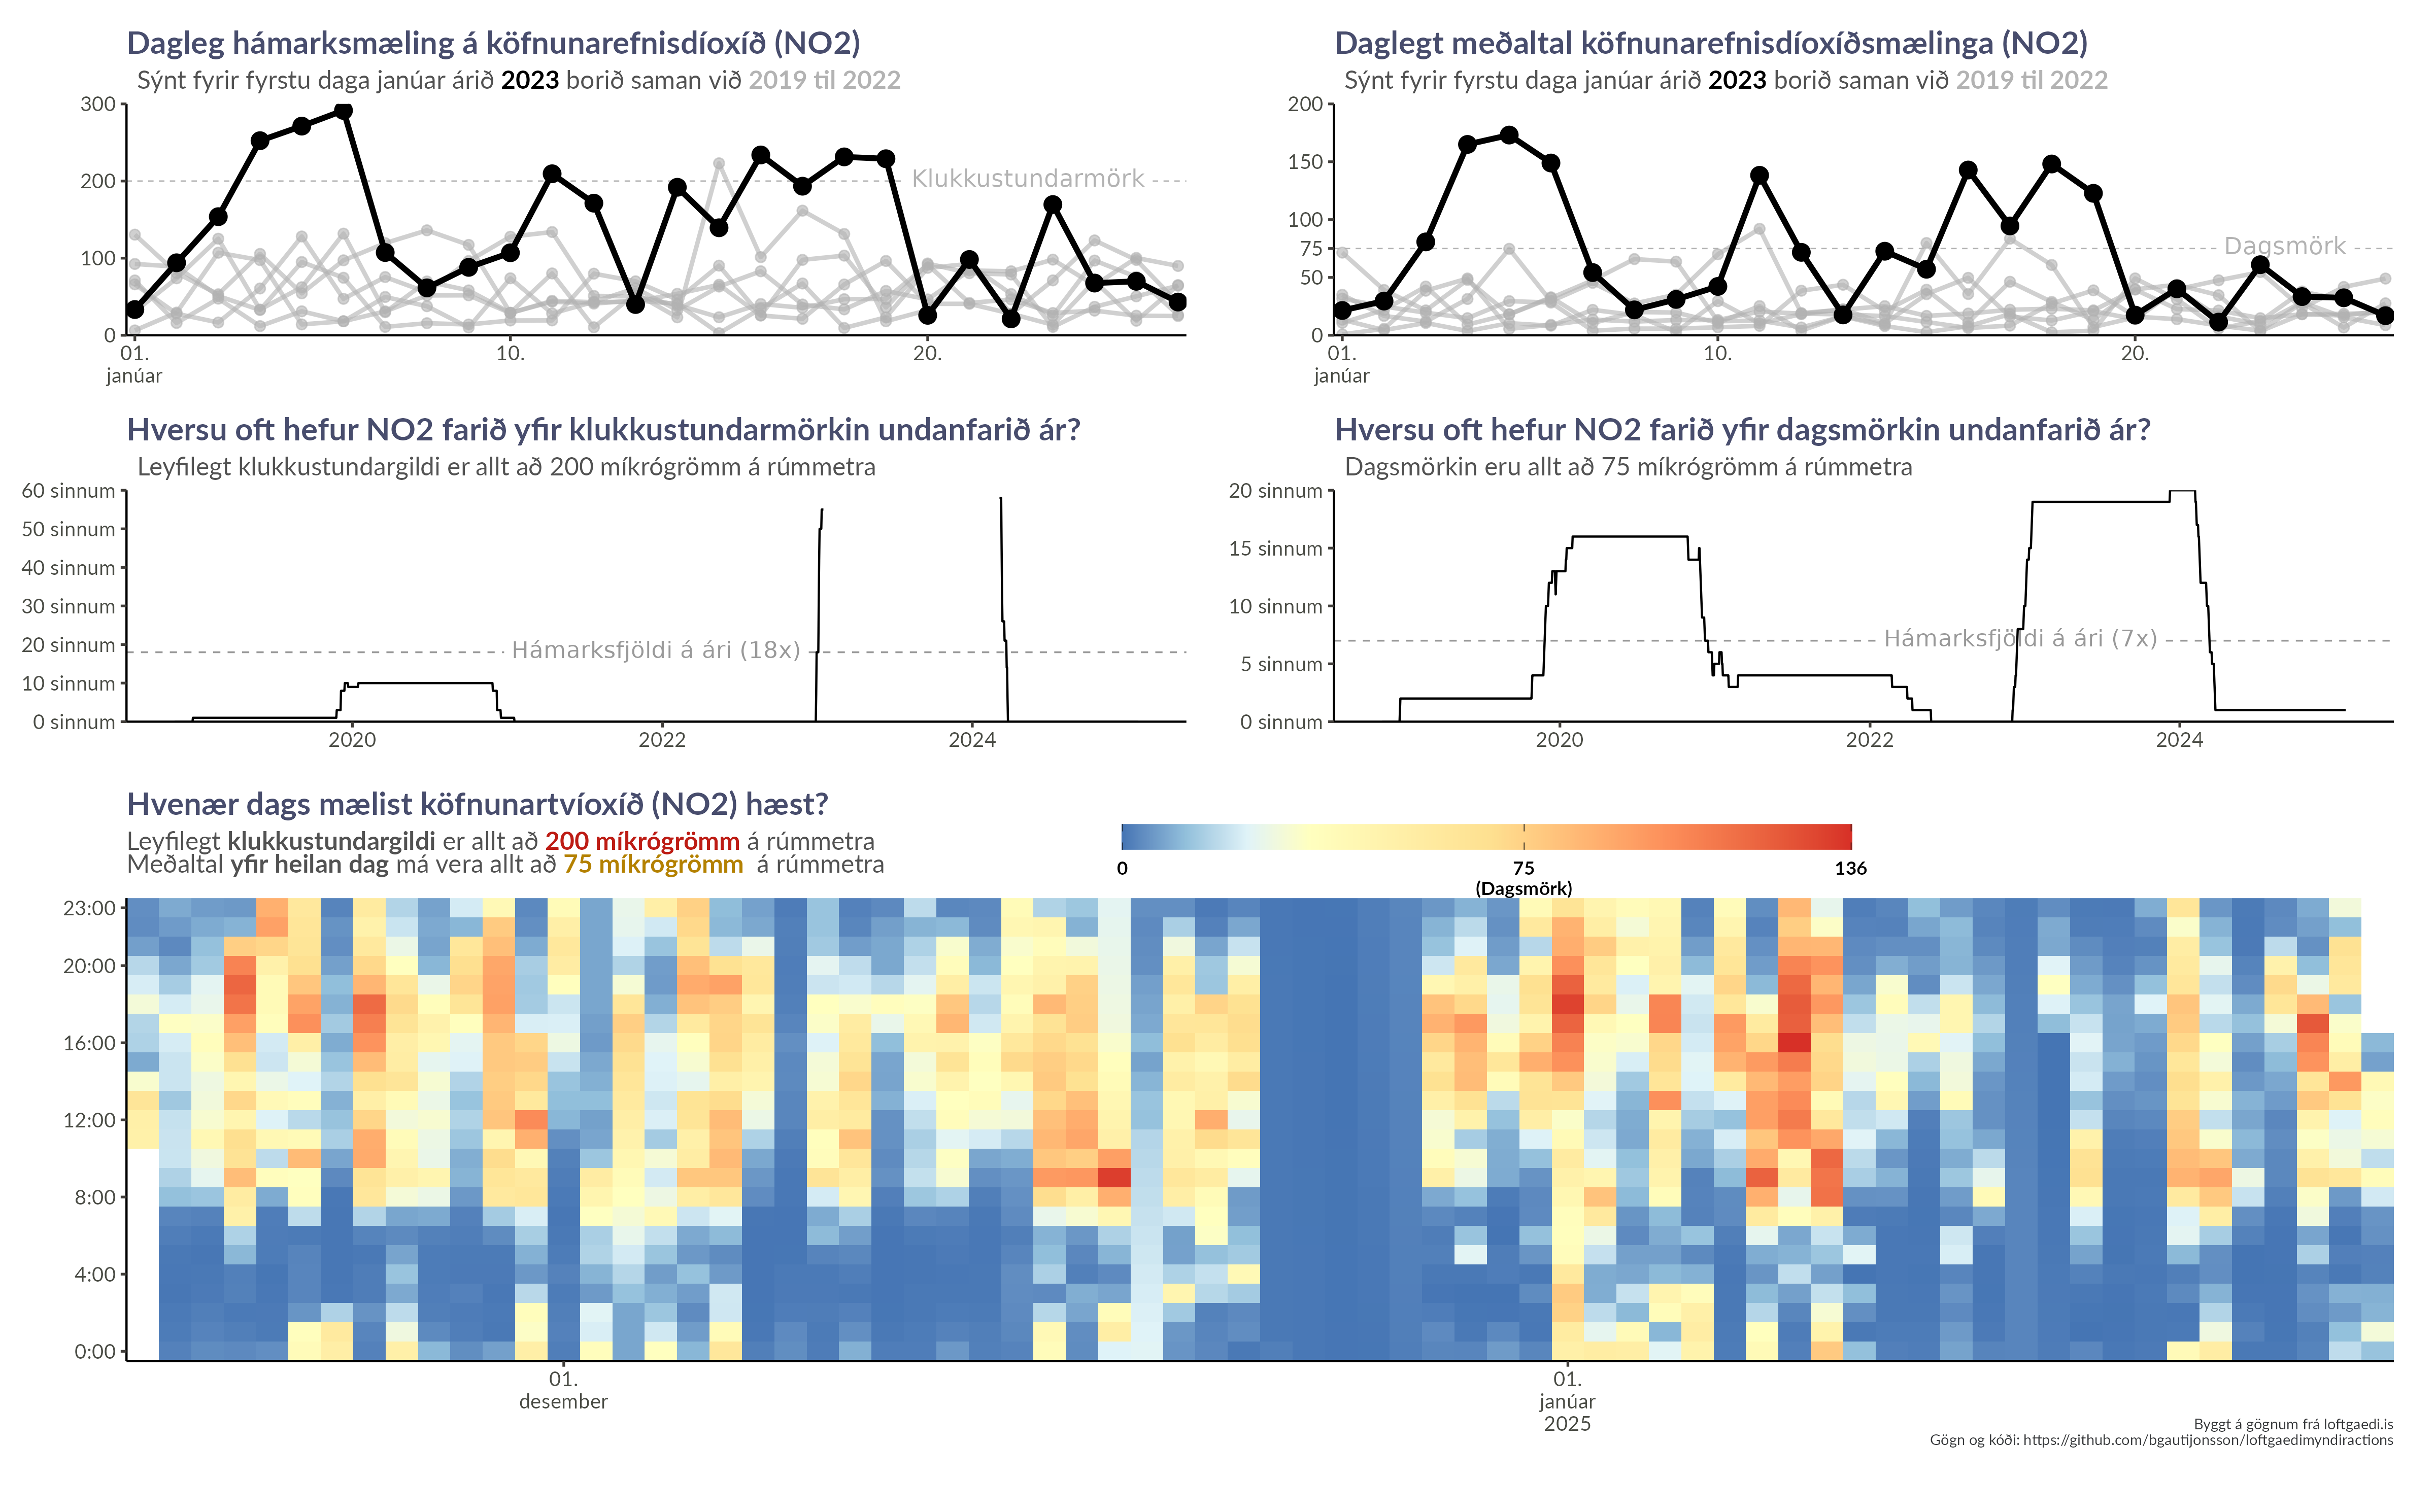 Dagleg hámarksmæling á köfnunarefnisdíoxíð (NO2)
Sýnt fyrir fyrstu daga janúar árið 2023 borið saman við 2019 til 2022
300
200
100
0
Klukkustundarmörk
01.
janúar
10.
20.
Daglegt meðaltal köfnunarefnisdíoxíðsmælinga (NO2)
Sýnt fyrir fyrstu daga janúar árið 2023 borið saman við 2019 til 2022
200
150
100
75
50
0
Dagsmörk
01.
janúar
10.
20.
Hversu oft hefur NO2 farið yfir klukkustundarmörkin undanfarið ár?
Leyfilegt klukkustundargildi er allt að 200 míkrógrömm á rúmmetra
60 sinnum
50 sinnum
40 sinnum
30 sinnum
20 sinnum
10 sinnum
0 sinnum
Hámarksfjöldi á ári (18x)
2020
2022
2024
Hversu oft hefur NO2 farið yfir dagsmörkin undanfarið ár?
Dagsmörkin eru allt að 75 míkrógrömm á rúmmetra
20 sinnum
15 sinnum
10 sinnum
5 sinnum
0 sinnum
Hámarksfjöldi á ári (7x)
2020
2022
2024
Hvenær dags mælist köfnunartvíoxíð (NO2) hæst?
Leyfilegt klukkustundargildi er allt að 200 míkrógrömm á rúmmetra
Meðaltal yfir heilan dag má vera allt að 75 míkrógrömm á rúmmetra
0
75
(Dagsmörk)
136
23:00
20:00
16:00
12:00
8:00
4:00
0:00
01.
desember
01.
janúar
2025
Byggt á gögnum frá loftgaedi.is
Gögn og kóði: https://github.com/bgautijonsson/loftgaedimyndiractions